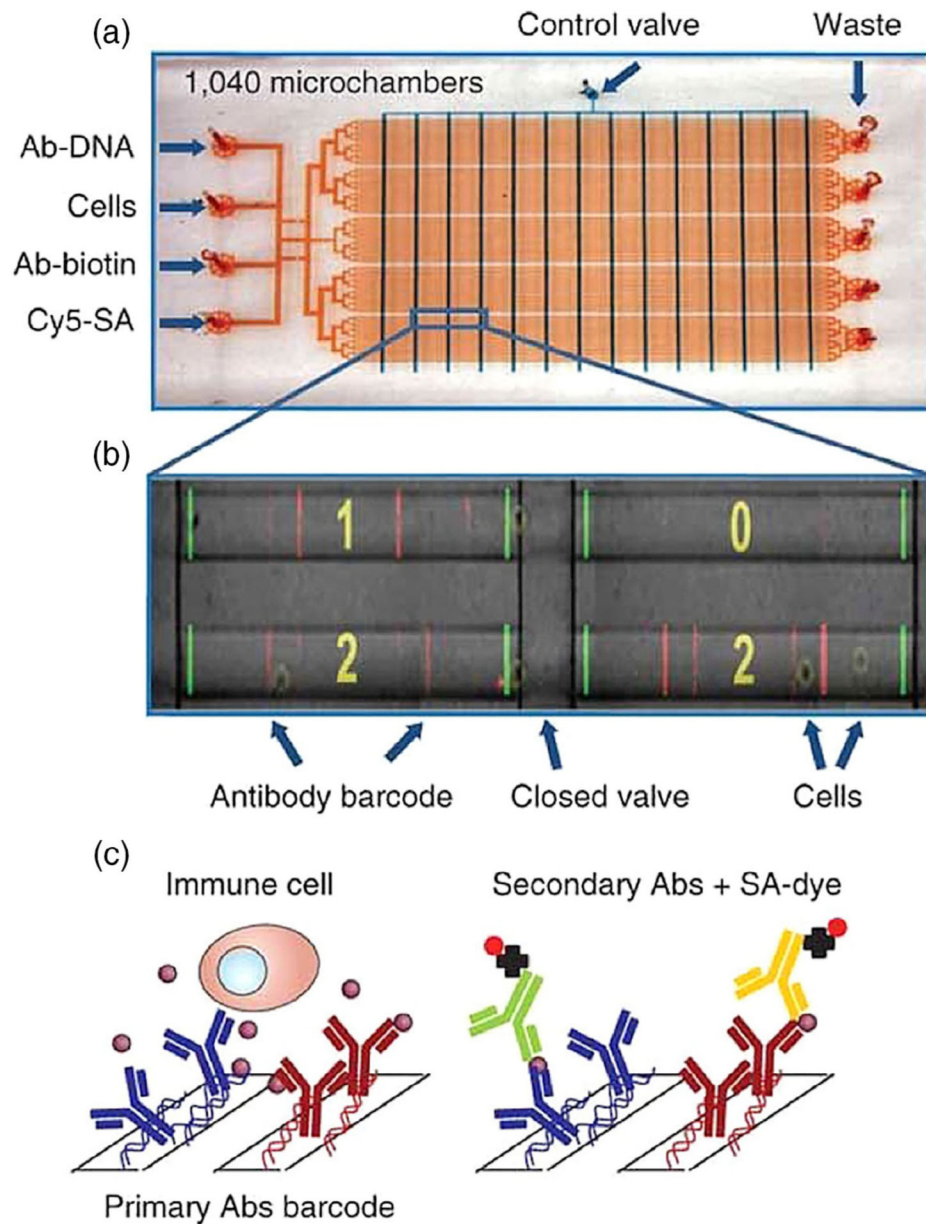 (a)
Control valve
Waste
1,040 microchambers
Ab-DNA
Cells
Ab-biotin
Cy5-SA
(b)
1
0
2
2
Antibody barcode
Closed valve
Cells
(c)
Immune cell
Secondary Abs + SA-dye
Primary Abs barcode